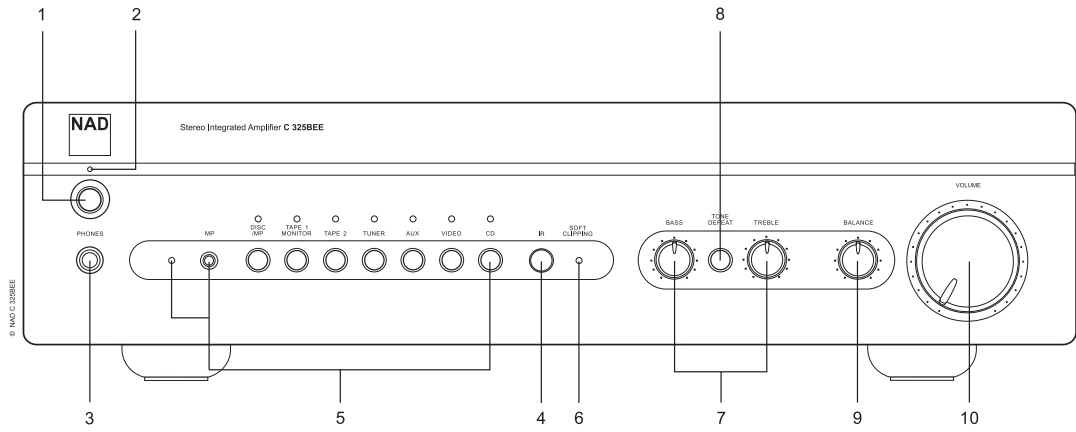 1
2
8
NAD
Stereo Integrated Amplifier C 325BEE
VOLUME
PHONES
MP
DISC
/MP
TAPE 1
MONITOR
TAPE 2
TUNER
AUX
VIDEO
CD
IR
SOFT
CLIPPING
BASS
TONE
DEFEAT
TREBLE
BALANCE
© NAD C 325BEE
3
5
4
6
7
9
10